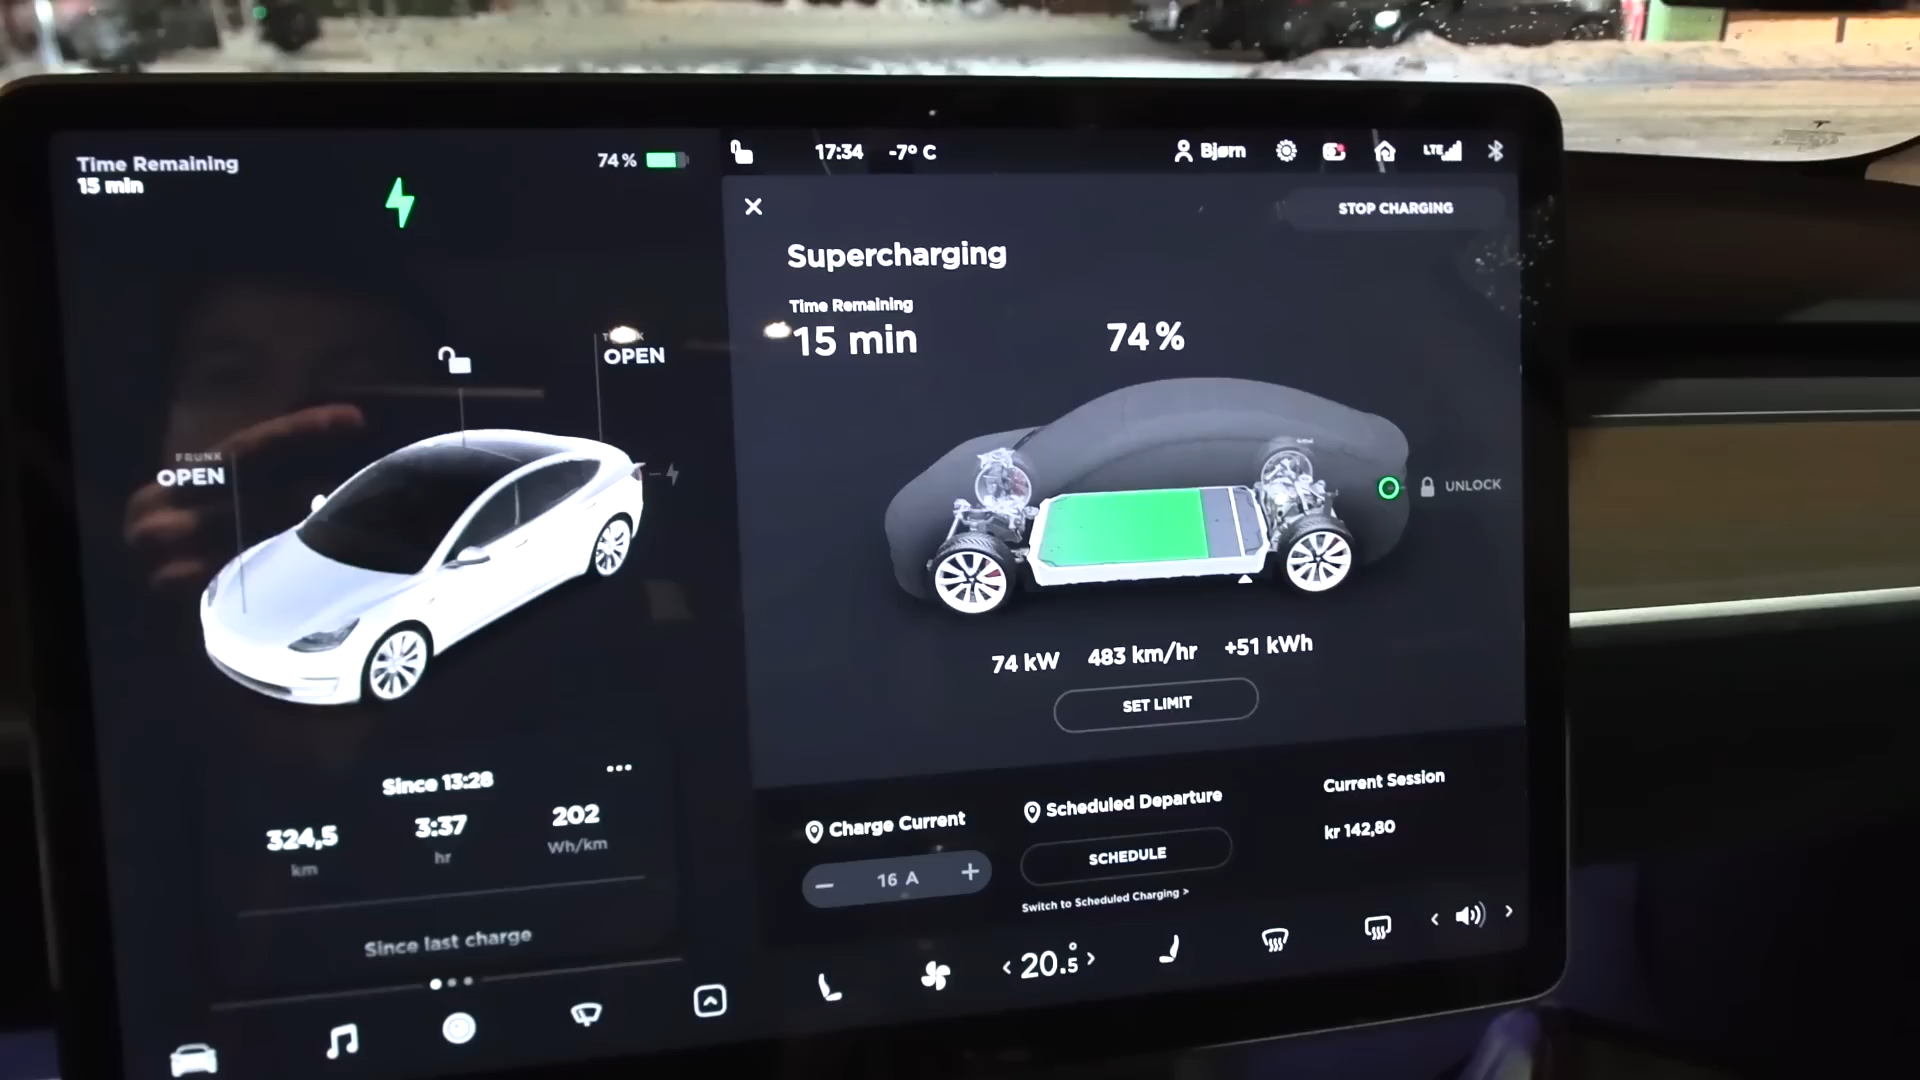 Time Remaining
15 min
74 %
OPEN
FRUNK
OPEN
Since 13:28
324,5
km
3:37
hr
202
Wh/km
Since last charge
17:34
-7° C
Bjørn
LTE
STOP CHARGING
Supercharging
Time Remaining
15 min
74 %
UNLOCK
74 kW
483 km/hr
+51 kWh
SET LIMIT
Charge Current
16 A
Scheduled Departure
SCHEDULE
Switch to Scheduled Charging >
Current Session
kr 142,80
20.5°